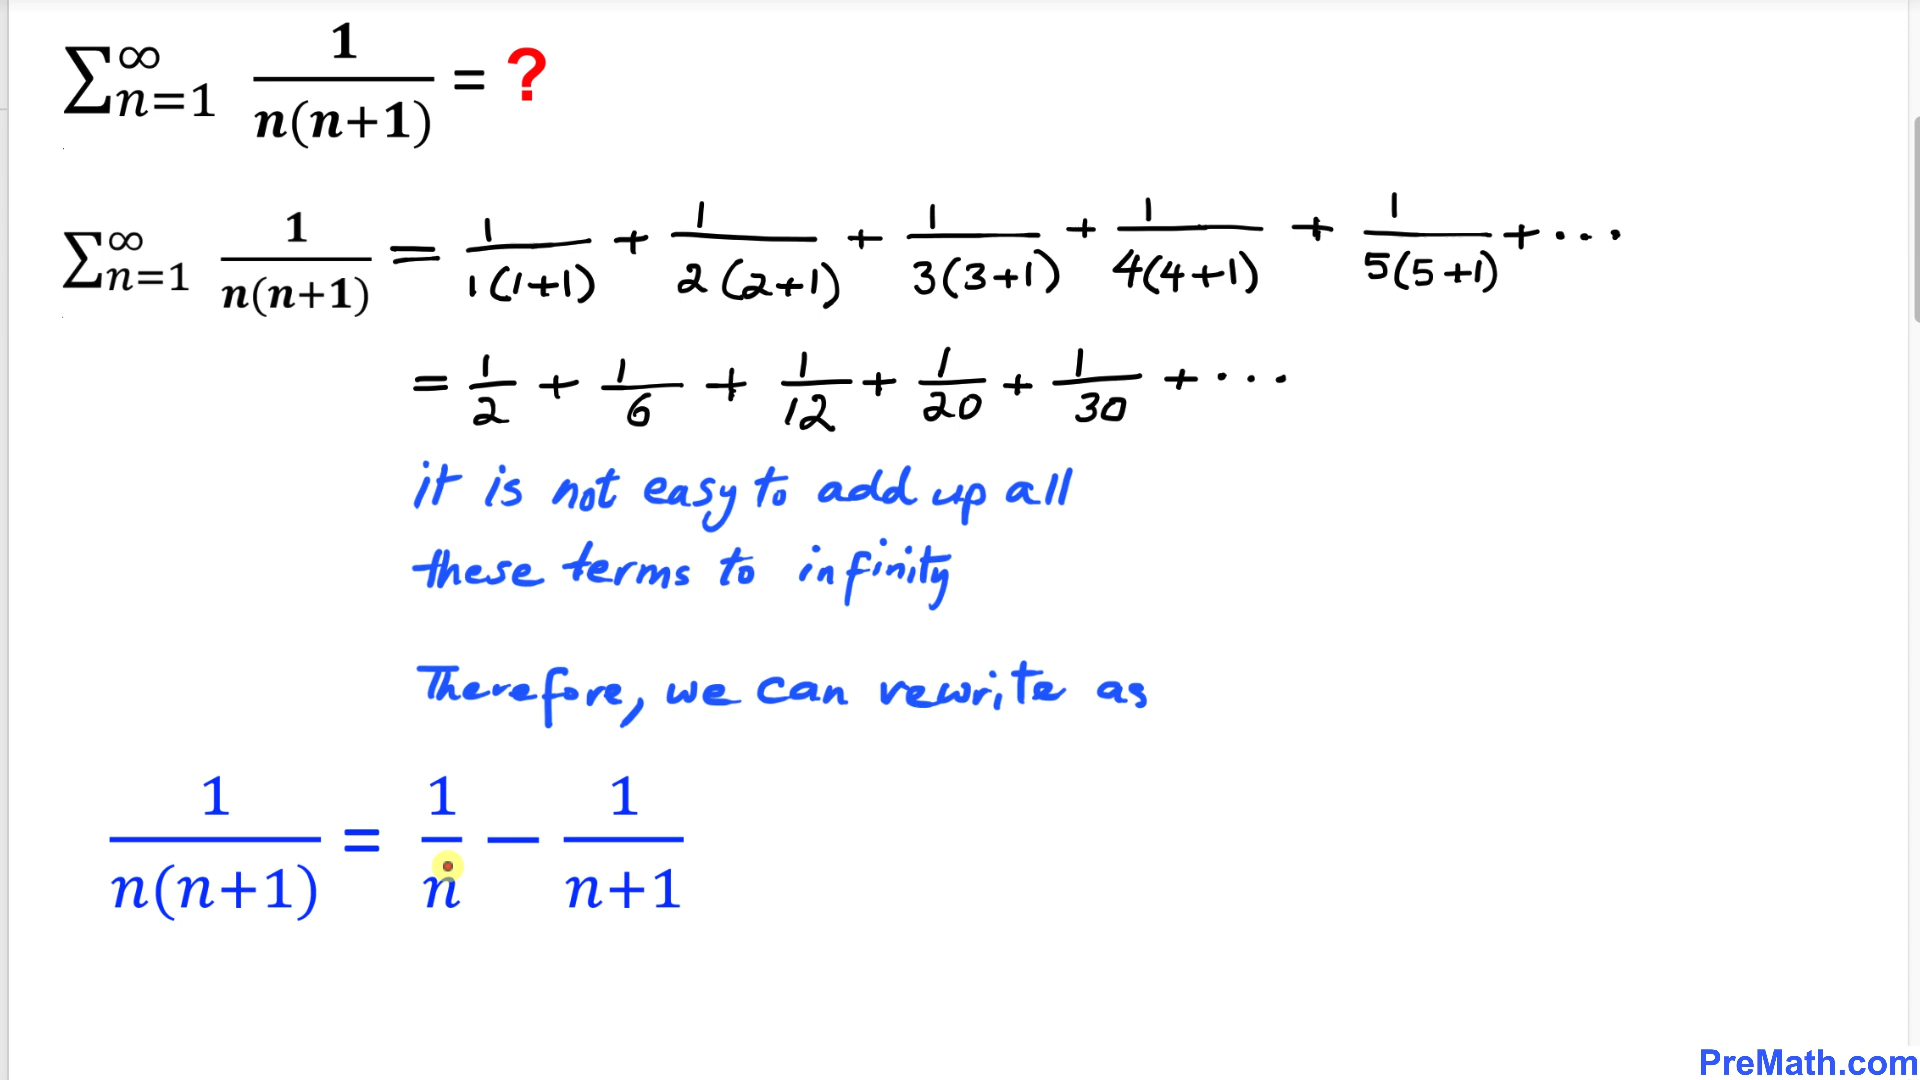 ∑_{n=1}^{∞} 1/(n(n+1)) = ?
∑_{n=1}^{∞} 1/(n(n+1)) = 1/(1(1+1)) + 1/(2(2+1)) + 1/(3(3+1)) + 1/(4(4+1)) + 1/(5(5+1)) + ...
= 1/2 + 1/6 + 1/12 + 1/20 + 1/30 + ...
it is not easy to add up all
these terms to infinity
Therefore, we can rewrite as
1/(n(n+1)) = 1/n − 1/(n+1)
PreMath.com